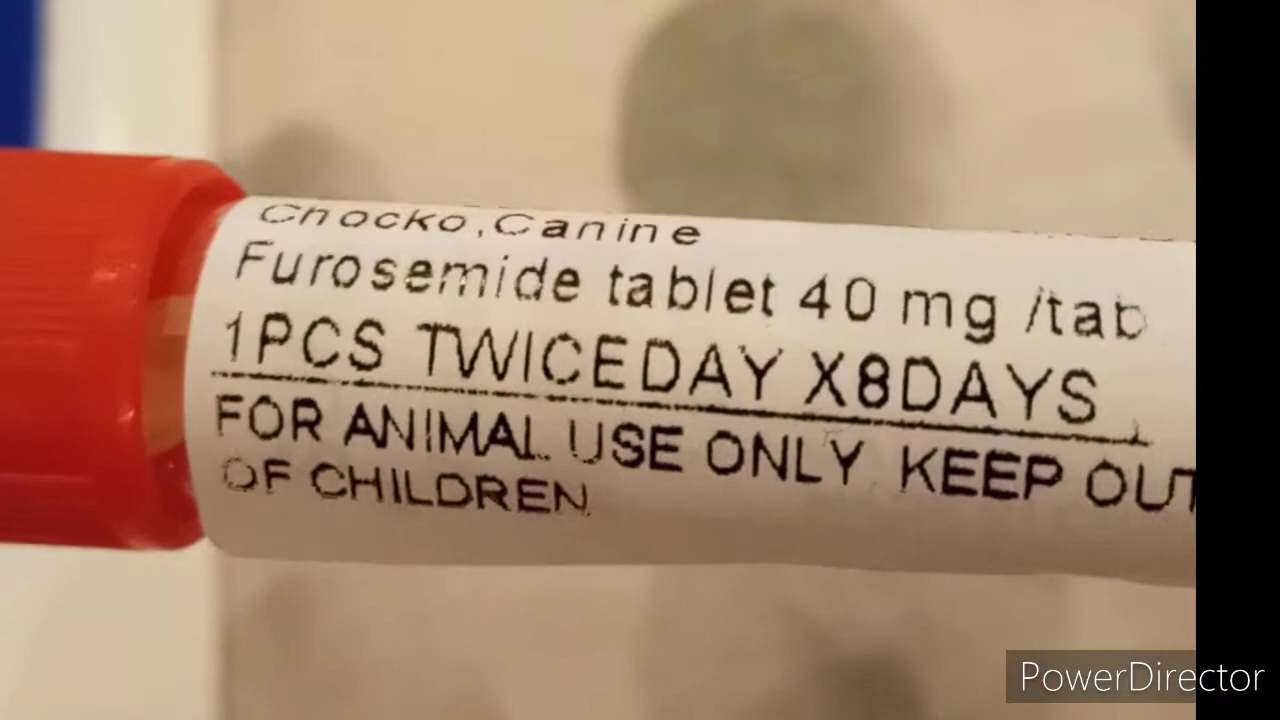 Chocko,Canine
Furosemide tablet 40 mg /tab
1PCS TWICEDAY X8DAYS
FOR ANIMAL USE ONLY KEEP OUT
OF CHILDREN
PowerDirector